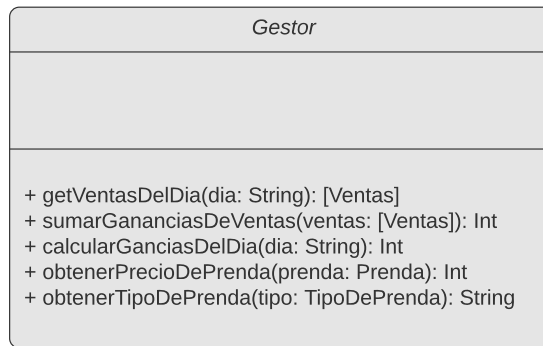 Gestor
+ getVentasDelDia(dia: String): [Ventas]
+ sumarGananciasDeVentas(ventas: [Ventas]): Int
+ calcularGanciasDelDia(dia: String): Int
+ obtenerPrecioDePrenda(prenda: Prenda): Int
+ obtenerTipoDePrenda(tipo: TipoDePrenda): String